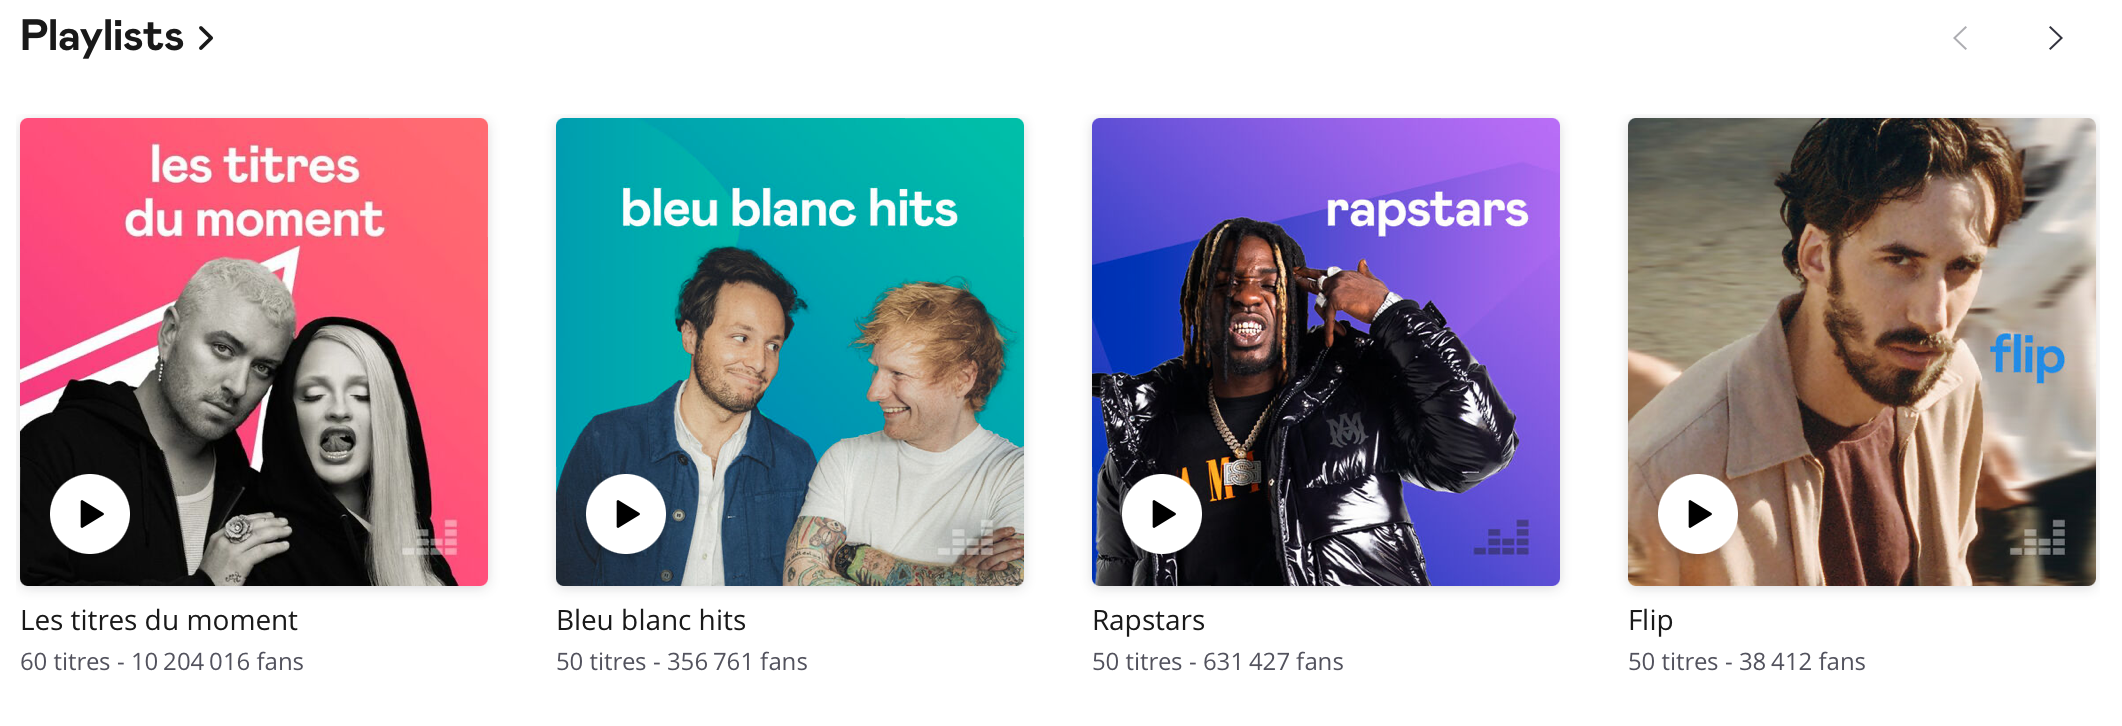 Playlists
les titres
du moment
bleu blanc hits
rapstars
flip
Les titres du moment
60 titres - 10 204 016 fans
Bleu blanc hits
50 titres - 356 761 fans
Rapstars
50 titres - 631 427 fans
Flip
50 titres - 38 412 fans